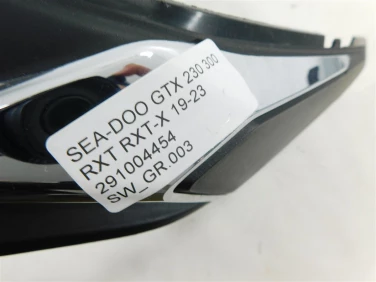 SEA-DOO GTX 230 300
RXT RXT-X 19-23
291004454
SW_GR.003